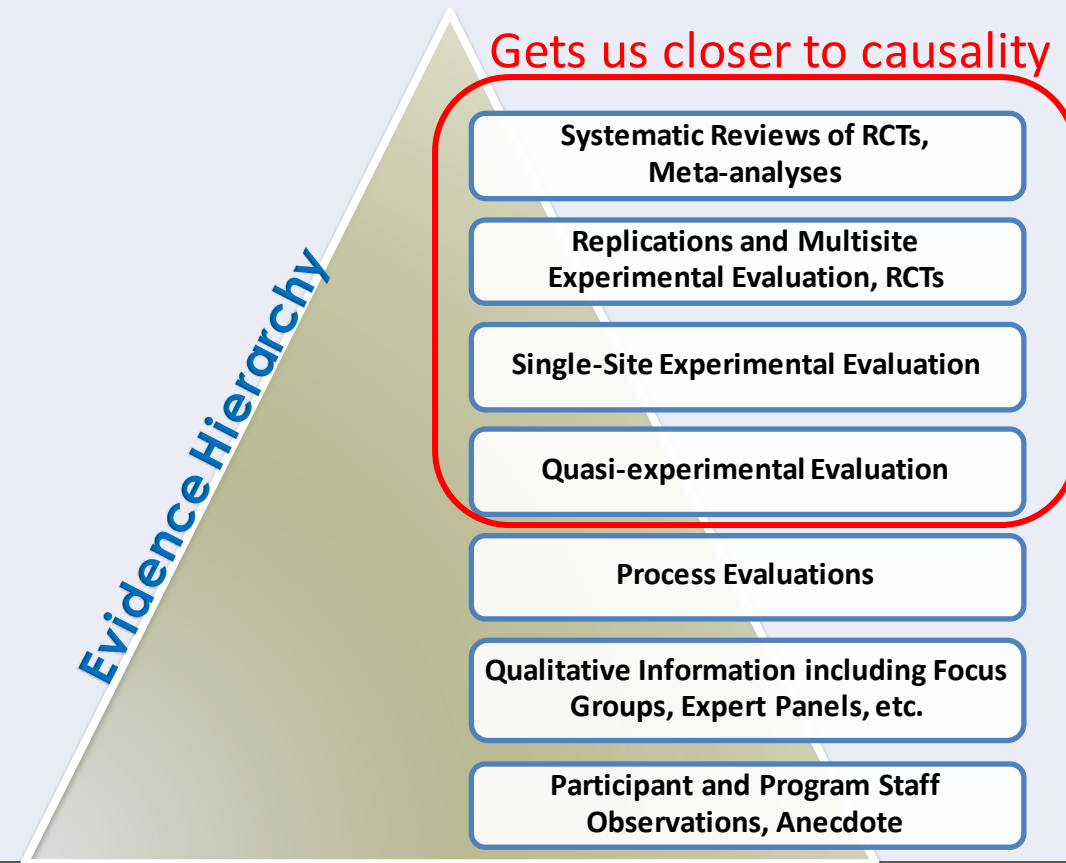 Gets us closer to causality
Systematic Reviews of RCTs,
Meta-analyses
Replications and Multisite
Experimental Evaluation, RCTs
Single-Site Experimental Evaluation
Quasi-experimental Evaluation
Process Evaluations
Qualitative Information including Focus
Groups, Expert Panels, etc.
Participant and Program Staff
Observations, Anecdote
Evidence Hierarchy